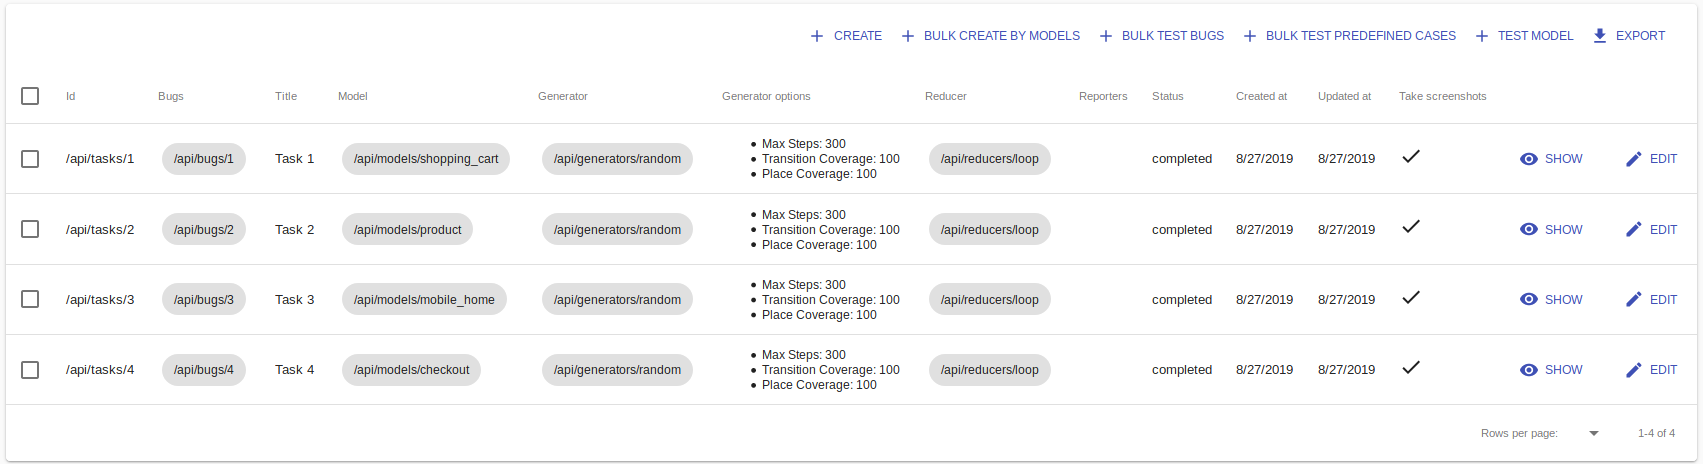 CREATE BULK CREATE BY MODELS BULK TEST BUGS BULK TEST PREDEFINED CASES TEST MODEL EXPORT
Id Bugs Title Model Generator Generator options Reducer Reporters Status Created at Updated at Take screenshots
/api/tasks/1 /api/bugs/1 Task 1 /api/models/shopping_cart /api/generators/random
Max Steps: 300
Transition Coverage: 100
Place Coverage: 100
/api/reducers/loop completed 8/27/2019 8/27/2019 SHOW EDIT
/api/tasks/2 /api/bugs/2 Task 2 /api/models/product /api/generators/random
Max Steps: 300
Transition Coverage: 100
Place Coverage: 100
/api/reducers/loop completed 8/27/2019 8/27/2019 SHOW EDIT
/api/tasks/3 /api/bugs/3 Task 3 /api/models/mobile_home /api/generators/random
Max Steps: 300
Transition Coverage: 100
Place Coverage: 100
/api/reducers/loop completed 8/27/2019 8/27/2019 SHOW EDIT
/api/tasks/4 /api/bugs/4 Task 4 /api/models/checkout /api/generators/random
Max Steps: 300
Transition Coverage: 100
Place Coverage: 100
/api/reducers/loop completed 8/27/2019 8/27/2019 SHOW EDIT
Rows per page: 1-4 of 4